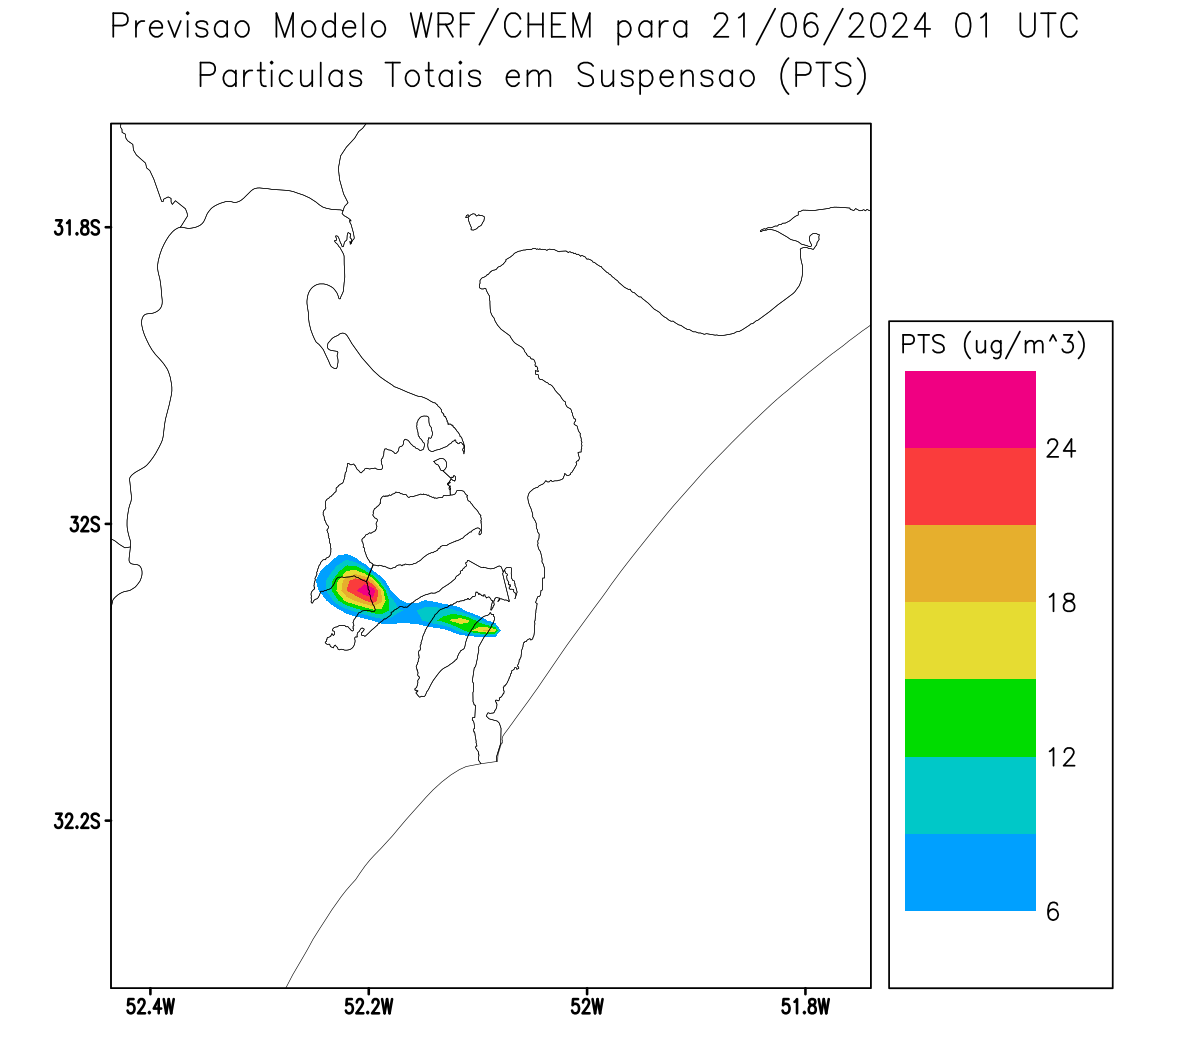 Previsao Modelo WRF/CHEM para 21/06/2024 01 UTC
Particulas Totais em Suspensao (PTS)
31.8S
32S
32.2S
52.4W
52.2W
52W
51.8W
PTS (ug/m^3)
24
18
12
6